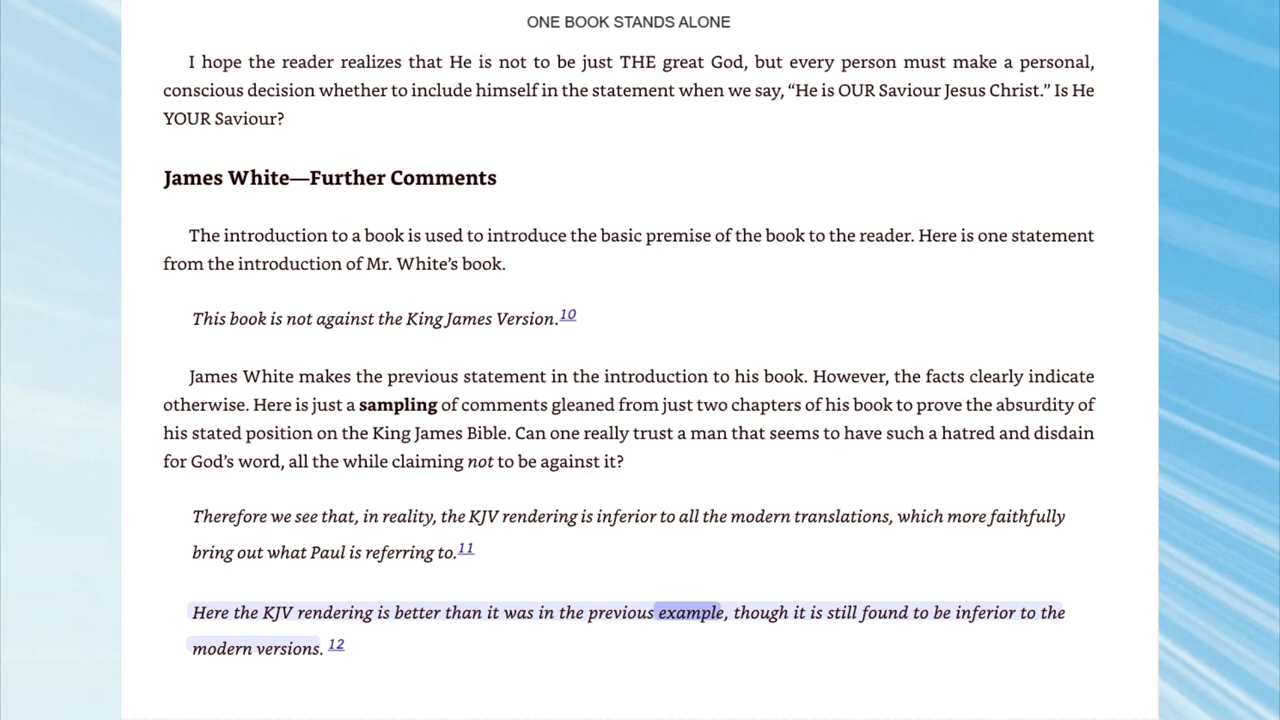 ONE BOOK STANDS ALONE
I hope the reader realizes that He is not to be just THE great God, but every person must make a personal,
conscious decision whether to include himself in the statement when we say, “He is OUR Saviour Jesus Christ.” Is He
YOUR Saviour?
James White—Further Comments
The introduction to a book is used to introduce the basic premise of the book to the reader. Here is one statement
from the introduction of Mr. White’s book.
This book is not against the King James Version.10
James White makes the previous statement in the introduction to his book. However, the facts clearly indicate
otherwise. Here is just a sampling of comments gleaned from just two chapters of his book to prove the absurdity of
his stated position on the King James Bible. Can one really trust a man that seems to have such a hatred and disdain
for God’s word, all the while claiming not to be against it?
Therefore we see that, in reality, the KJV rendering is inferior to all the modern translations, which more faithfully
bring out what Paul is referring to.11
Here the KJV rendering is better than it was in the previous example, though it is still found to be inferior to the
modern versions. 12